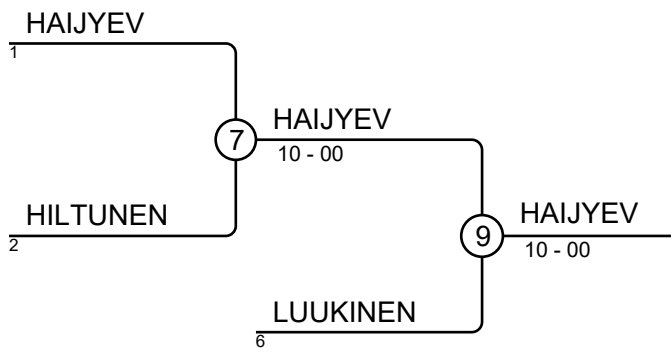 HAIJYEV
1
7
HAIJYEV
10 - 00
HILTUNEN
2
9
HAIJYEV
10 - 00
LUUKINEN
6